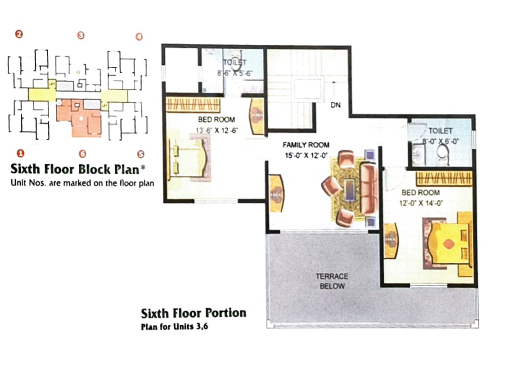 2 3 4
1 6 5
Sixth Floor Block Plan*
Unit Nos. are marked on the floor plan
TOILET
8'-6" X 5'-6"
BED ROOM
13'-6" X 12'-6"
DN
FAMILY ROOM
15'-0" X 12'-0"
TOILET
8'-0" X 6'-0"
BED ROOM
12'-0" X 14'-0"
TERRACE
BELOW
Sixth Floor Portion
Plan for Units 3,6